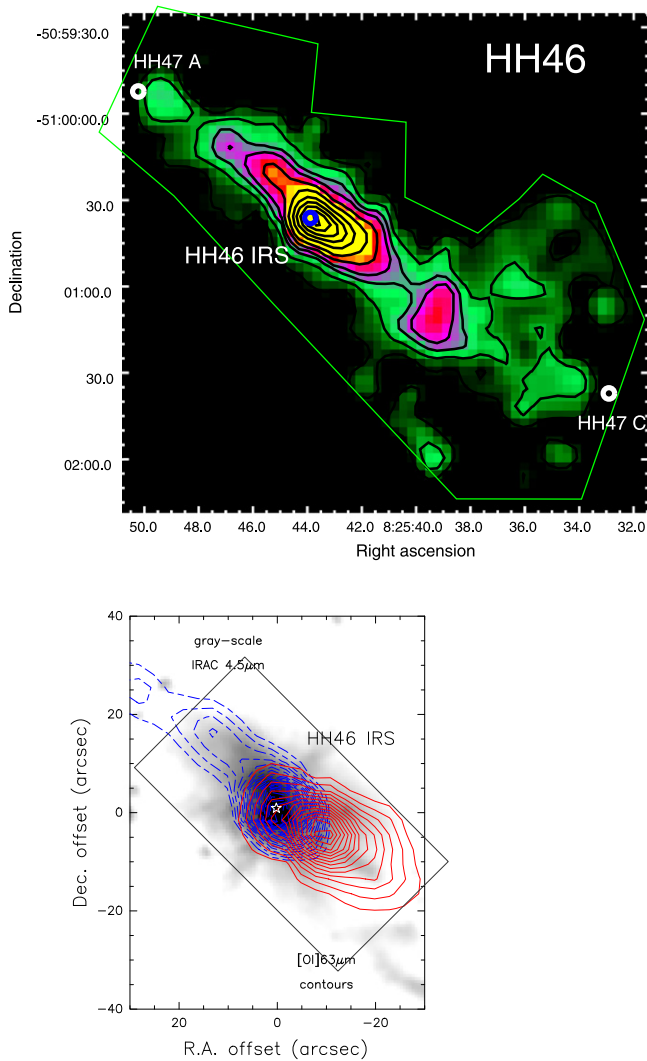 -50:59:30.0
HH46
HH47 A
-51:00:00.0
30.0
HH46 IRS
01:00.0
30.0
HH47 C
02:00.0
Declination
50.0 48.0 46.0 44.0 42.0 8:25:40.0 38.0 36.0 34.0 32.0
Right ascension
40
gray-scale
IRAC 4.5μm
20
HH46 IRS
0
Dec. offset (arcsec)
-20
[OI]63μm
contours
-40
20 0 -20
R.A. offset (arcsec)